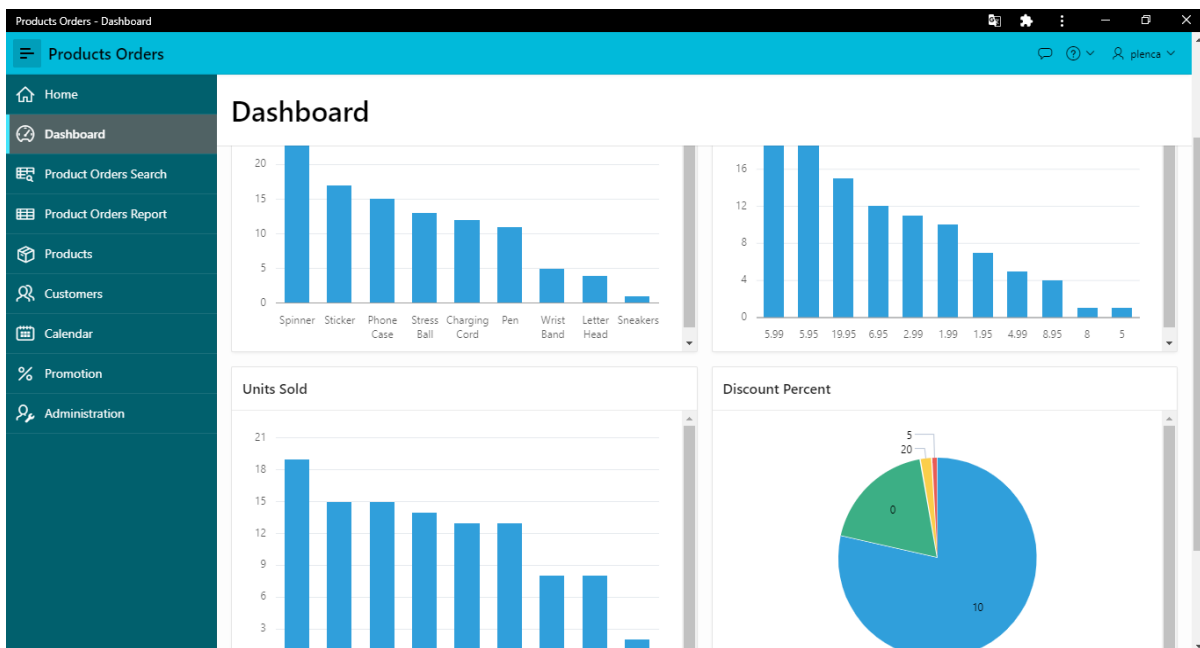 Products Orders - Dashboard
Products Orders
plenca
Home
Dashboard
Product Orders Search
Product Orders Report
Products
Customers
Calendar
Promotion
Administration
Dashboard
20
15
10
5
0
Spinner Sticker Phone Case Stress Ball Charging Cord Pen Wrist Band Letter Head Sneakers
16
12
8
4
0
5.99 5.95 19.95 6.95 2.99 1.99 1.95 4.99 8.95 8 5
Units Sold
21
18
15
12
9
6
3
Discount Percent
5
20
0
10